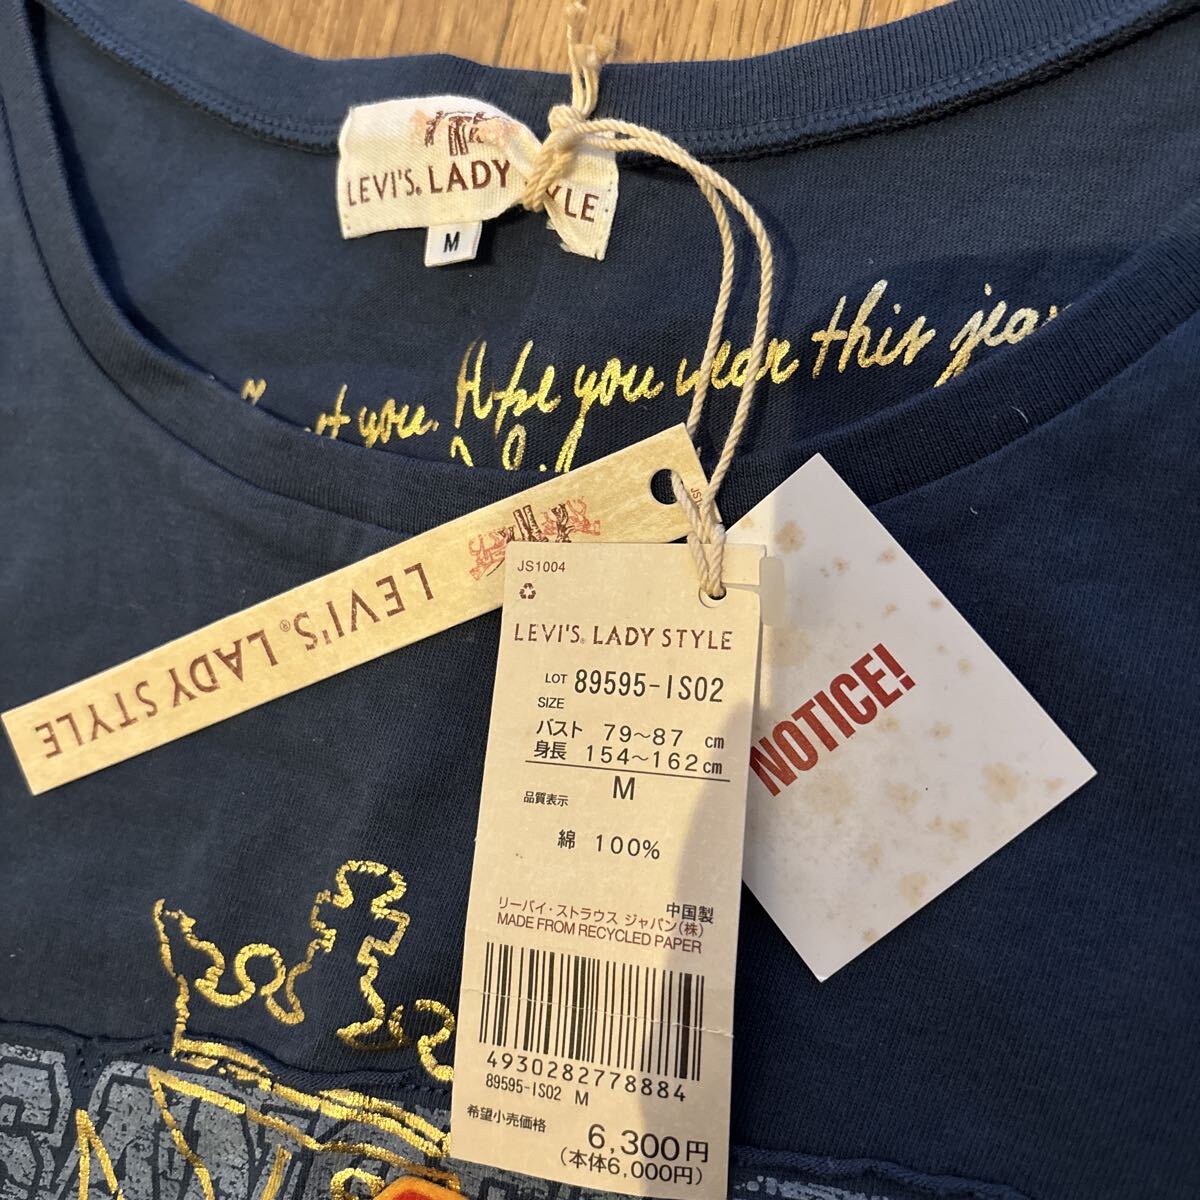 LEVI'S® LADY
YLE
M
you. Hope you wear this
LEVI'S® LADY STYLE
JS1004
LEVI'S® LADY STYLE
LOT 89595-IS02
SIZE
バスト 79〜87 cm
身長 154〜162cm
M
品質表示
綿 100%
中国製
リーバイ・ストラウス ジャパン(株)
MADE FROM RECYCLED PAPER
4930282778884
89595-IS02 M
希望小売価格
6,300円
(本体6,000円)
NOTICE!